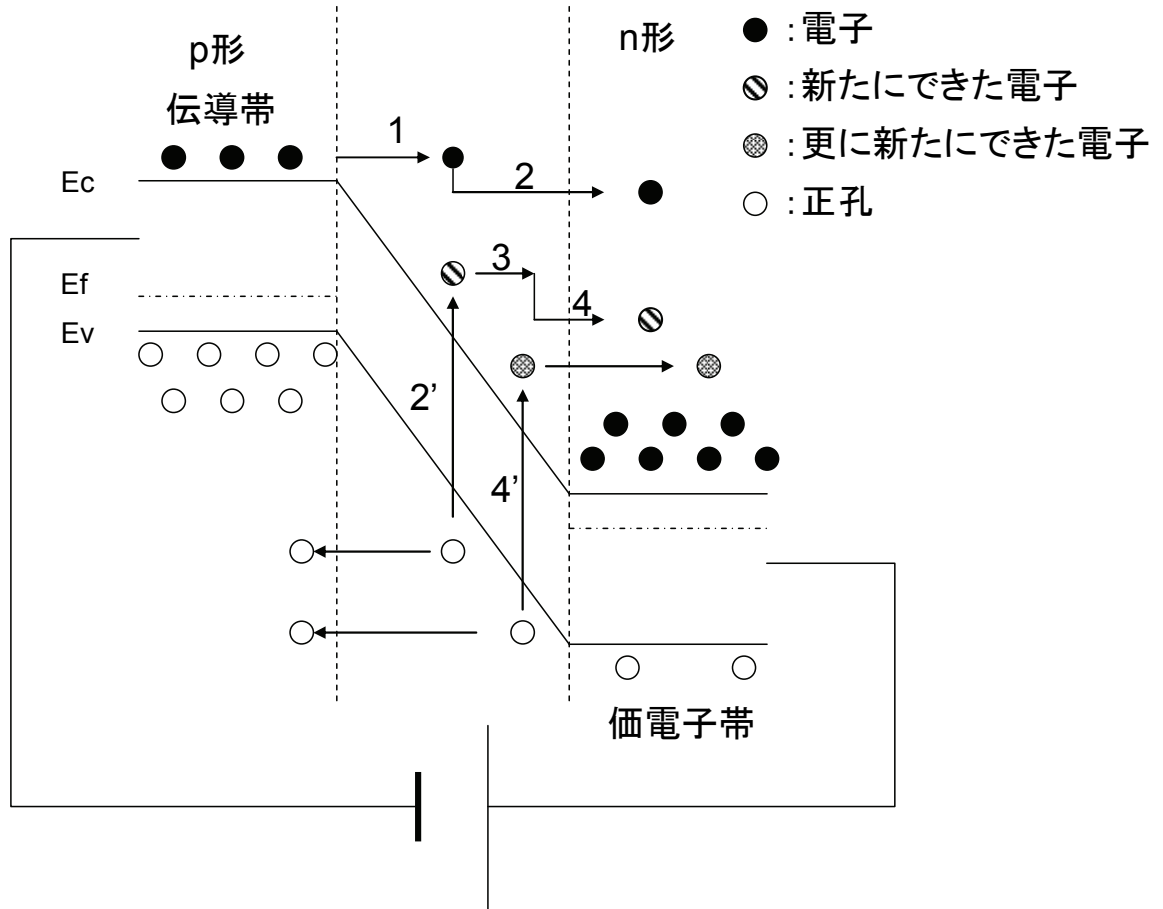 p形
伝導帯
n形
: 電子
: 新たにできた電子
: 更に新たにできた電子
: 正孔
1
2
Ec
3
Ef
4
Ev
2’
4’
価電子帯